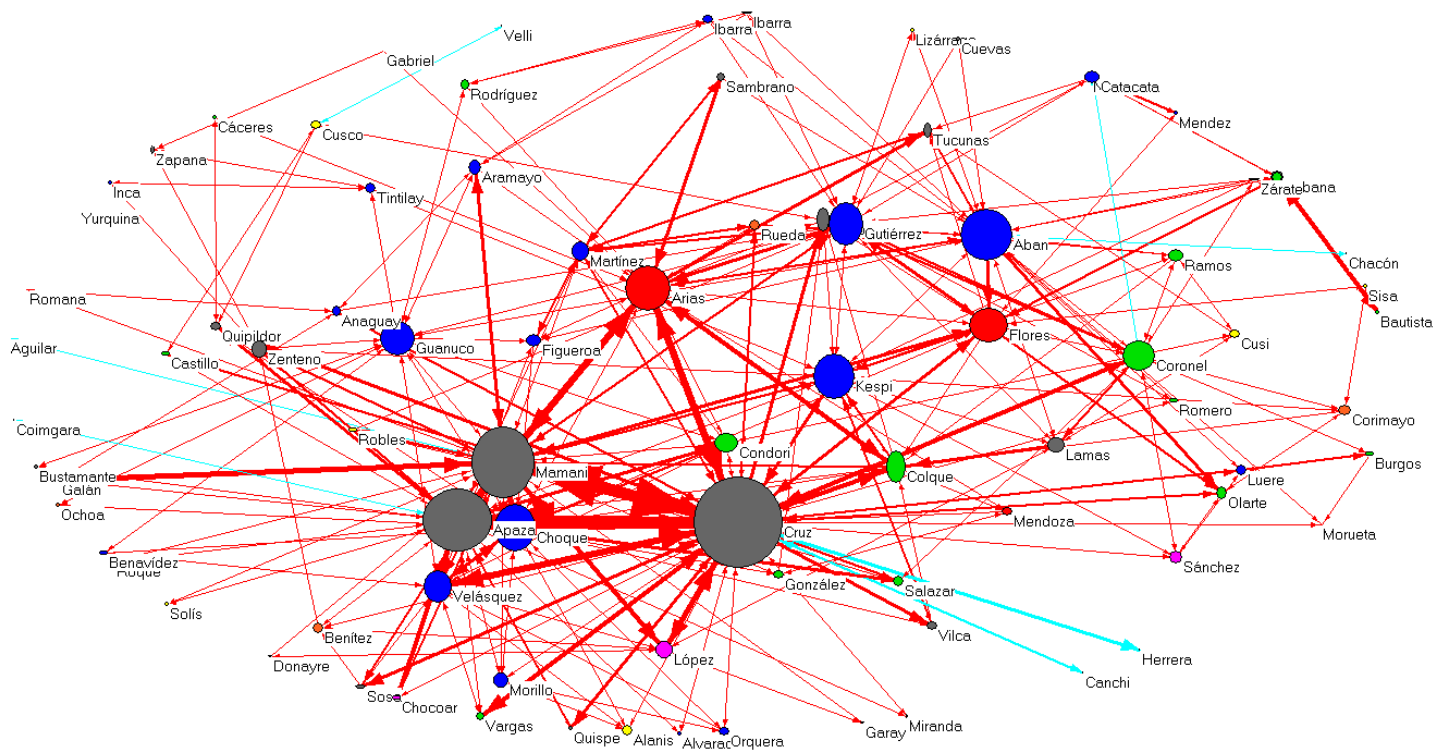 Ibarra
Ibarra
Velli
Lizárraga
Cuevas
Gabriel
Sambrano
Rodríguez
Catacata
Mendez
Cáceres
Cusco
Tucunas
Zapana
Aramayo
Inca
Tintilay
Zárate
Yurquina
Rueda
Gutiérrez
Aban
Martínez
Chacón
Ramos
Arias
Sisa
Romana
Anaguay
Bautista
Quipildor
Flores
Aguilar
Guanuco
Figueroa
Cusi
Zenteno
Castillo
Coronel
Kespi
Romero
Corimayo
Coimgara
Robles
Condori
Lamas
Mamani
Colque
Burgos
Bustamante
Luere
Galán
Olarte
Ochoa
Mendoza
Apaza
Cruz
Choque
Morueta
Benavídez
Roque
Sánchez
González
Salazar
Velásquez
Solís
Vilca
Benítez
López
Herrera
Donayre
Canchi
Sosa
Morillo
Chocoar
Vargas
Miranda
Quispe
Alanis
Orquera
Garay